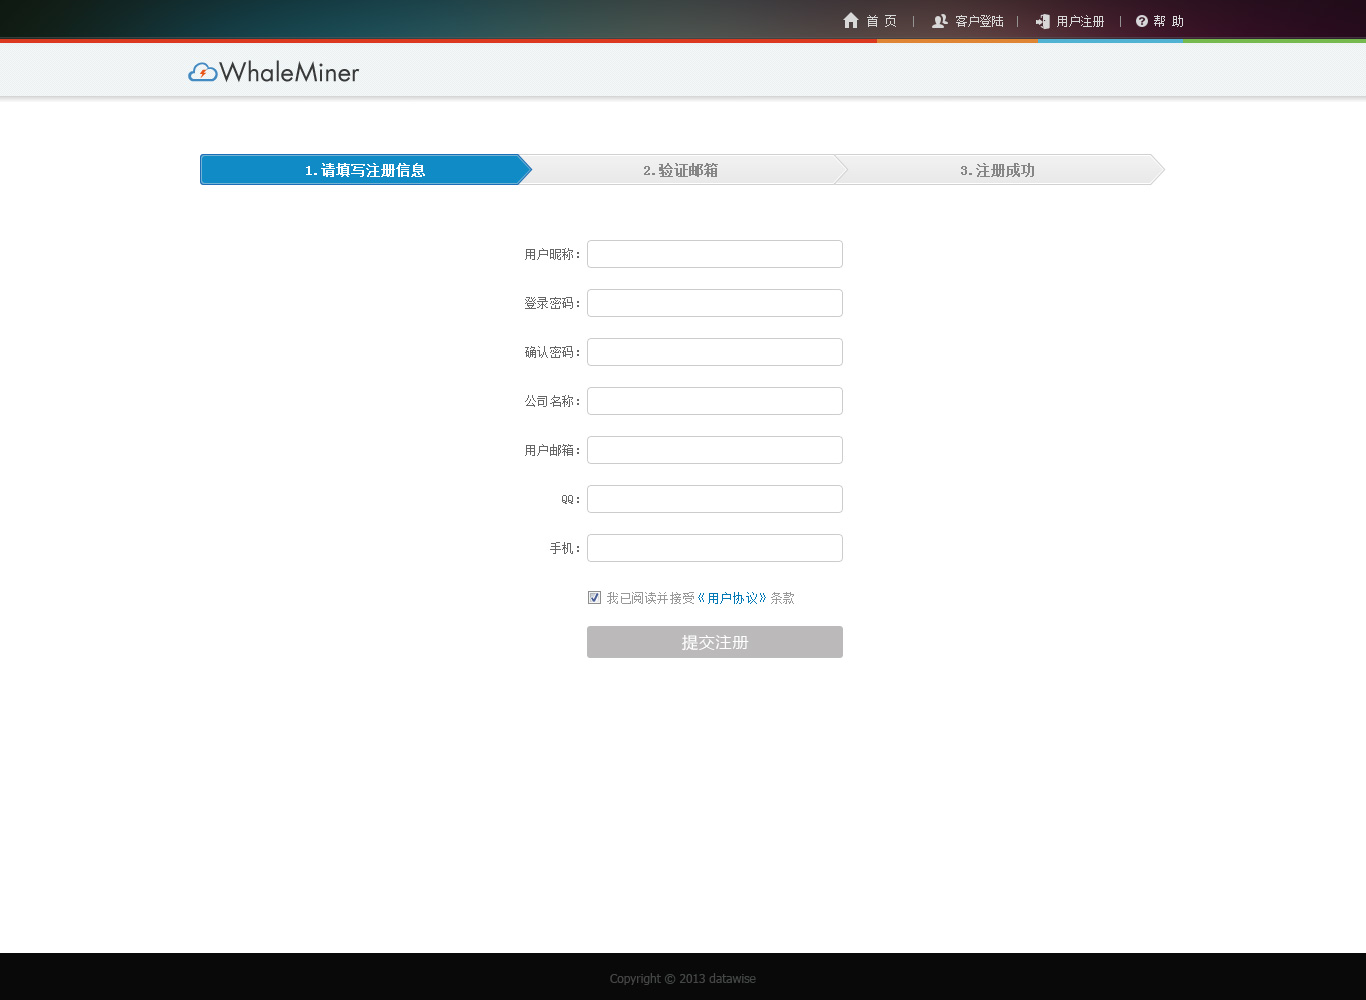 首 页 | 客户登陆 | 用户注册 | 帮 助
WhaleMiner
1.请填写注册信息 2.验证邮箱 3.注册成功
用户昵称：
登录密码：
确认密码：
公司名称：
用户邮箱：
QQ：
手机：
我已阅读并接受《用户协议》条款
提交注册
Copyright © 2013 datawise